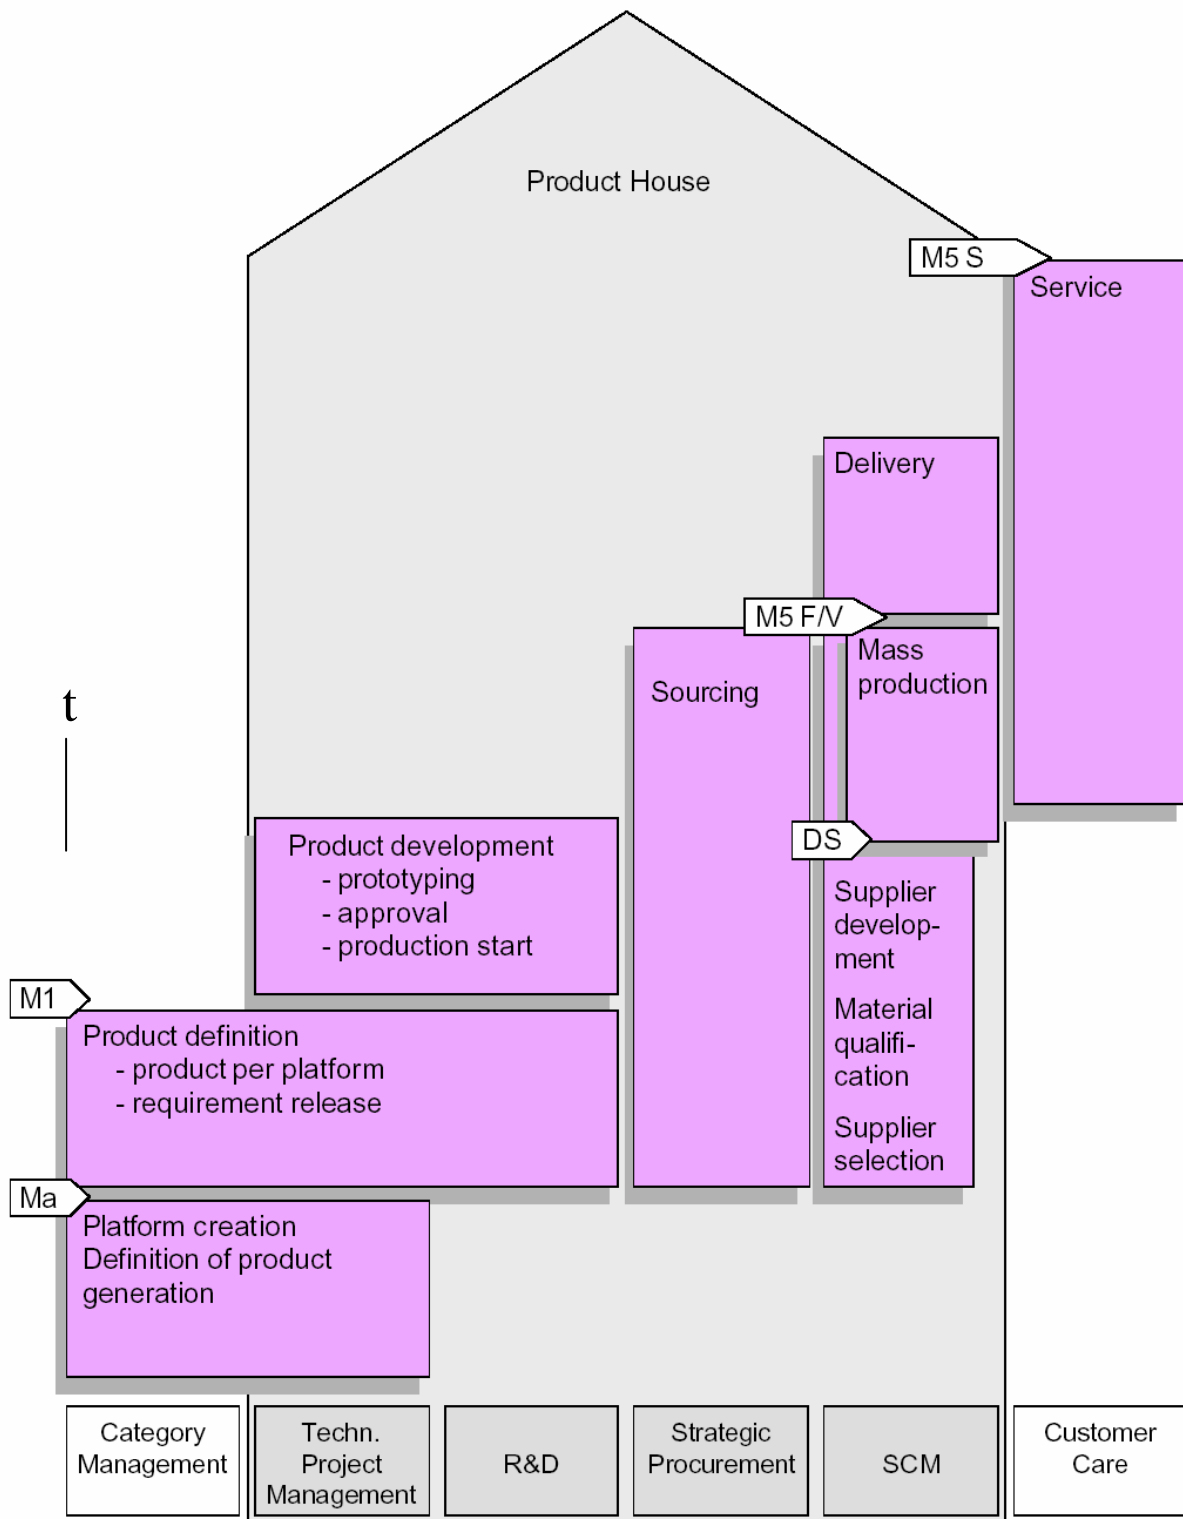 Product House
M5 S
Service
Delivery
M5 F/V
Mass
production
Sourcing
t
DS
Product development
- prototyping
- approval
- production start
Supplier
develop-
ment
Material
qualifi-
cation
Supplier
selection
M1
Product definition
- product per platform
- requirement release
Ma
Platform creation
Definition of product
generation
Category
Management
Techn.
Project
Management
R&D
Strategic
Procurement
SCM
Customer
Care